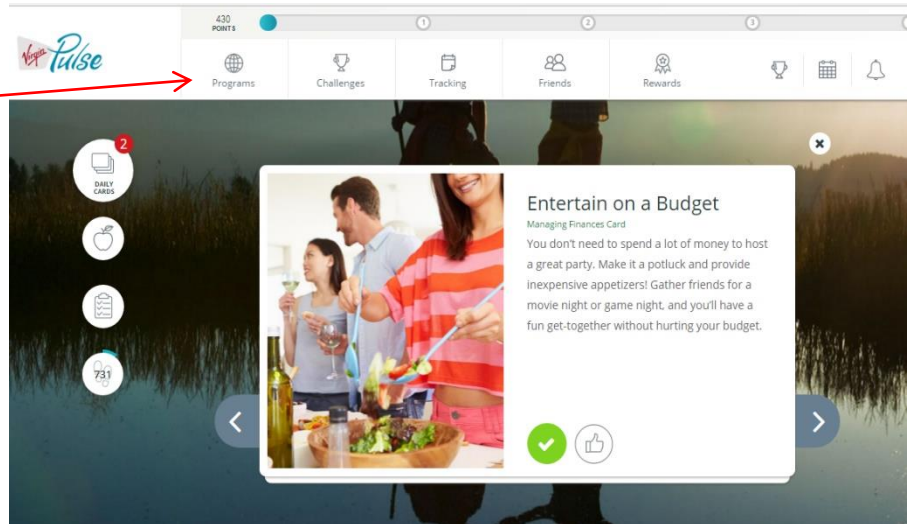 430
POINTS
1
2
3
Virgin Pulse
Programs
Challenges
Tracking
Friends
Rewards
2
DAILY
CARDS
731
Entertain on a Budget
Managing Finances Card
You don't need to spend a lot of money to host
a great party. Make it a potluck and provide
inexpensive appetizers! Gather friends for a
movie night or game night, and you'll have a
fun get-together without hurting your budget.